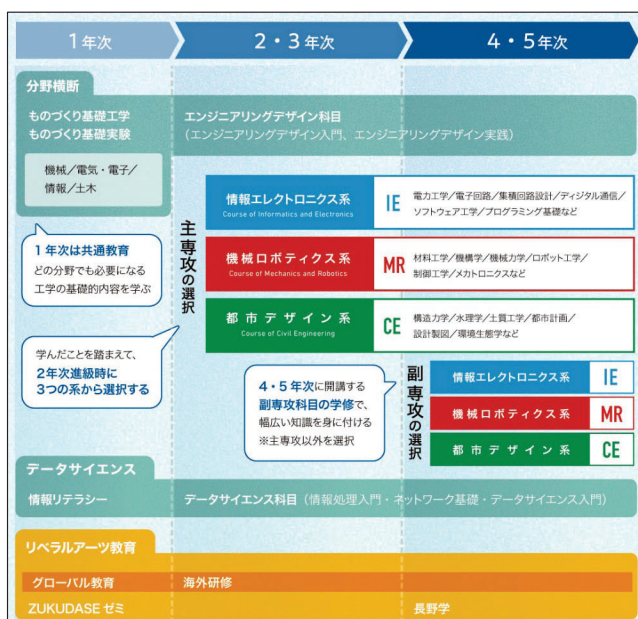 1年次
2・3年次
4・5年次
分野横断
ものづくり基礎工学
ものづくり基礎実験
機械／電気・電子／
情報／土木
エンジニアリングデザイン科目
（エンジニアリングデザイン入門、エンジニアリングデザイン実践）
1年次は共通教育
どの分野でも必要になる
工学の基礎的内容を学ぶ
学んだことを踏まえて、
2年次進級時に
3つの系から選択する
主専攻の選択
情報エレクトロニクス系
Course of Informatics and Electronics
IE
電力工学／電子回路／集積回路設計／ディジタル通信／
ソフトウェア工学／プログラミング基礎など
機械ロボティクス系
Course of Mechanics and Robotics
MR
材料工学／機構学／機械力学／ロボット工学／
制御工学／メカトロニクスなど
都市デザイン系
Course of Civil Engineering
CE
構造力学／水理学／土質工学／都市計画／
設計製図／環境生態学など
4・5年次に開講する
副専攻科目の学修で、
幅広い知識を身に付ける
※主専攻以外を選択
副専攻の選択
情報エレクトロニクス系 IE
機械ロボティクス系 MR
都市デザイン系 CE
データサイエンス
情報リテラシー
データサイエンス科目（情報処理入門・ネットワーク基礎・データサイエンス入門）
リベラルアーツ教育
グローバル教育
海外研修
ZUKUDASEゼミ
長野学